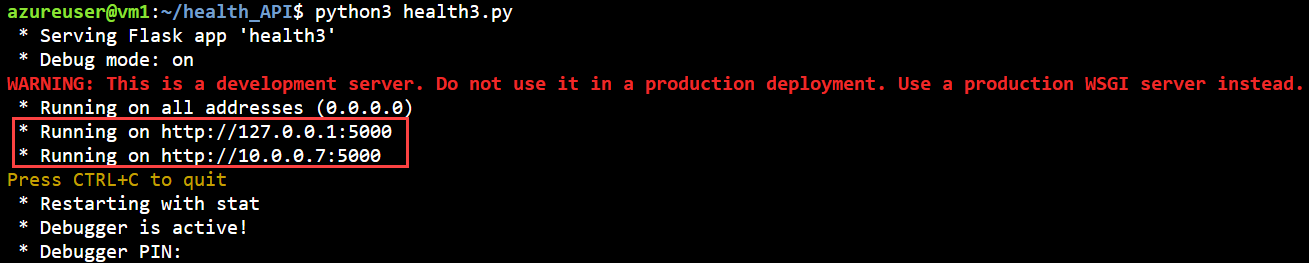 azureuser@vm1:~/health_API$ python3 health3.py
* Serving Flask app 'health3'
* Debug mode: on
WARNING: This is a development server. Do not use it in a production deployment. Use a production WSGI server instead.
* Running on all addresses (0.0.0.0)
* Running on http://127.0.0.1:5000
* Running on http://10.0.0.7:5000
Press CTRL+C to quit
* Restarting with stat
* Debugger is active!
* Debugger PIN: